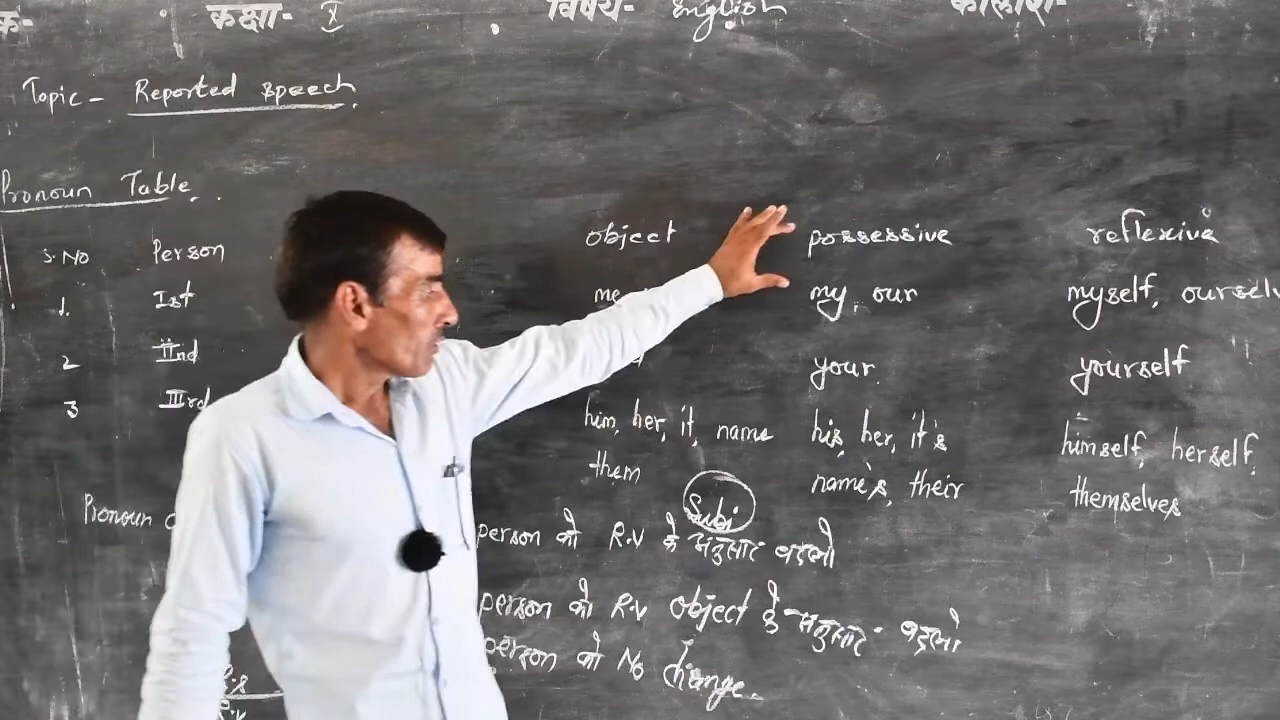 कक्षा- X विषय- English कालांश-
Topic - Reported speech.
Pronoun Table.
S.No Person object possessive reflexive
1. Ist me my, our myself, ourselv
2 IInd your yourself
3 IIIrd him, her, it, name his, her, it's himself, herself,
them name's, their themselves
Subj
Pronoun person को R.V के अनुसार बदलो
person को R.V object के अनुसार बदलो
person को No change.
R.S
R.V